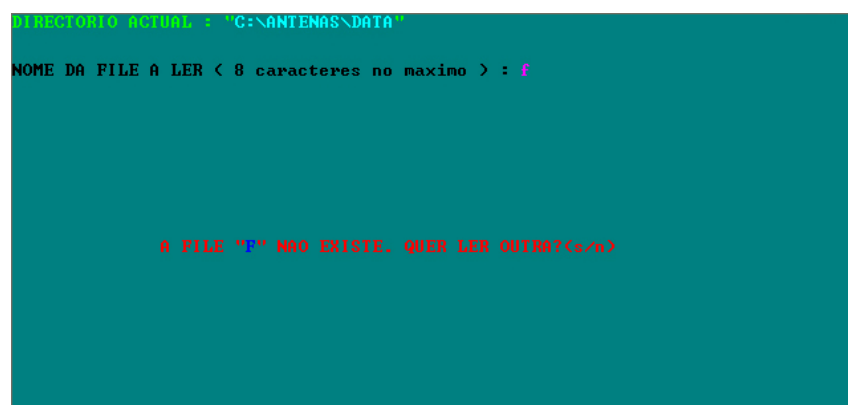 DIRECTORIO ACTUAL : "C:\ANTENAS\DATA"
NOME DA FILE A LER ( 8 caracteres no maximo ) : f
A FILE "F" NAO EXISTE. QUER LER OUTRA?(s/n)